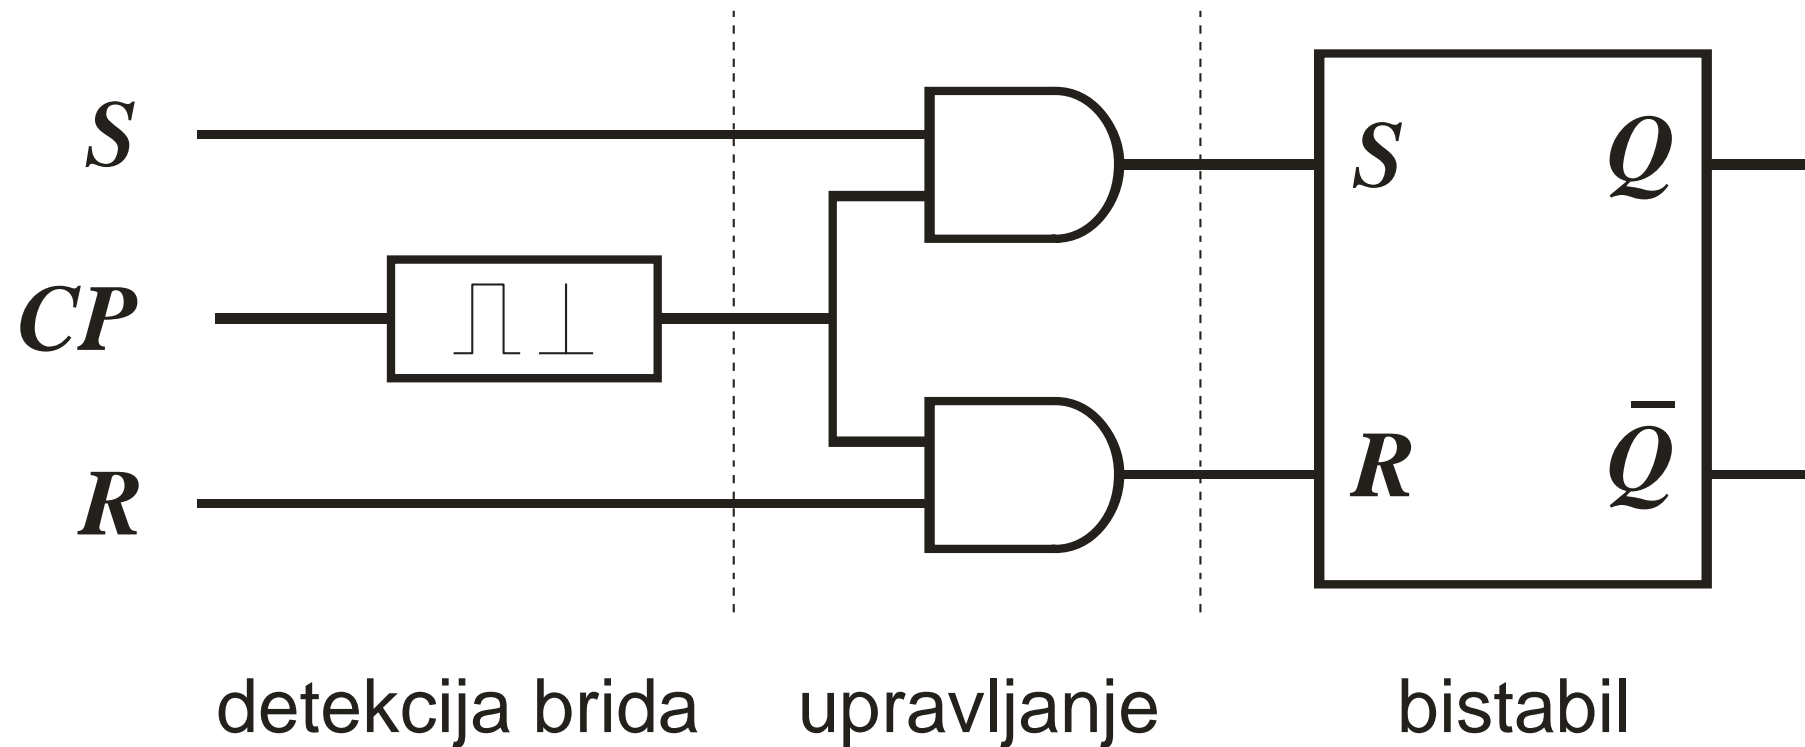 S
S Q
CP
R Q̅
R
detekcija brida upravljanje bistabil